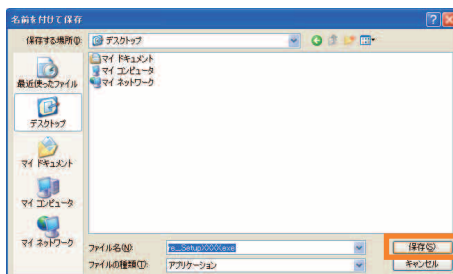 名前を付けて保存
保存する場所(I):
デスクトップ
マイ ドキュメント
マイ コンピュータ
マイ ネットワーク
最近使ったファイル
デスクトップ
マイ ドキュメント
マイ コンピュータ
マイ ネットワーク
ファイル名(N):
re_SetupXXXX.exe
保存(S)
ファイルの種類(T):
アプリケーション
キャンセル